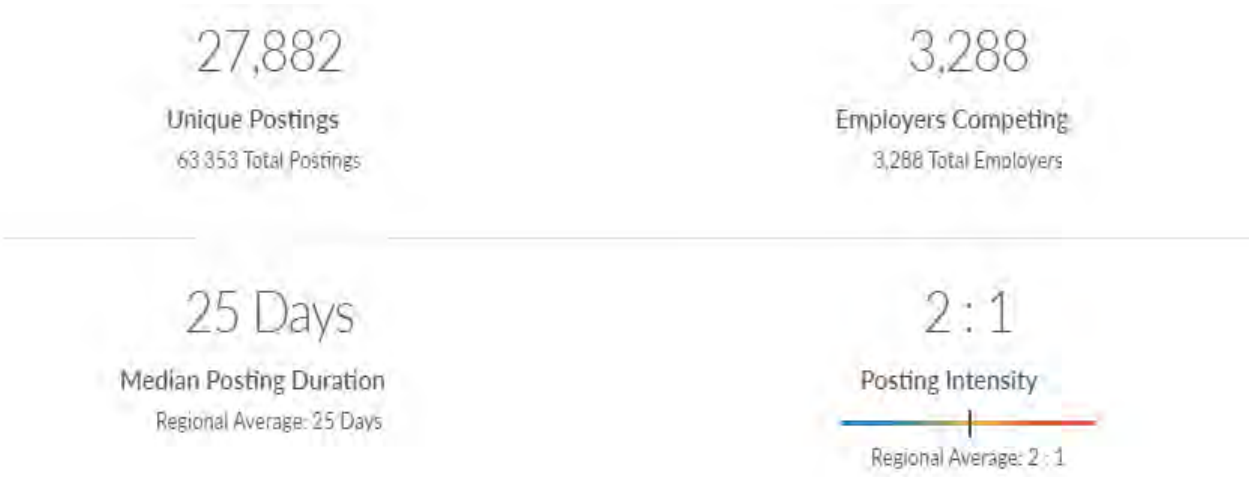 27,882
Unique Postings
63 353 Total Postings
3,288
Employers Competing
3,288 Total Employers
25 Days
Median Posting Duration
Regional Average: 25 Days
2 : 1
Posting Intensity
Regional Average: 2 : 1